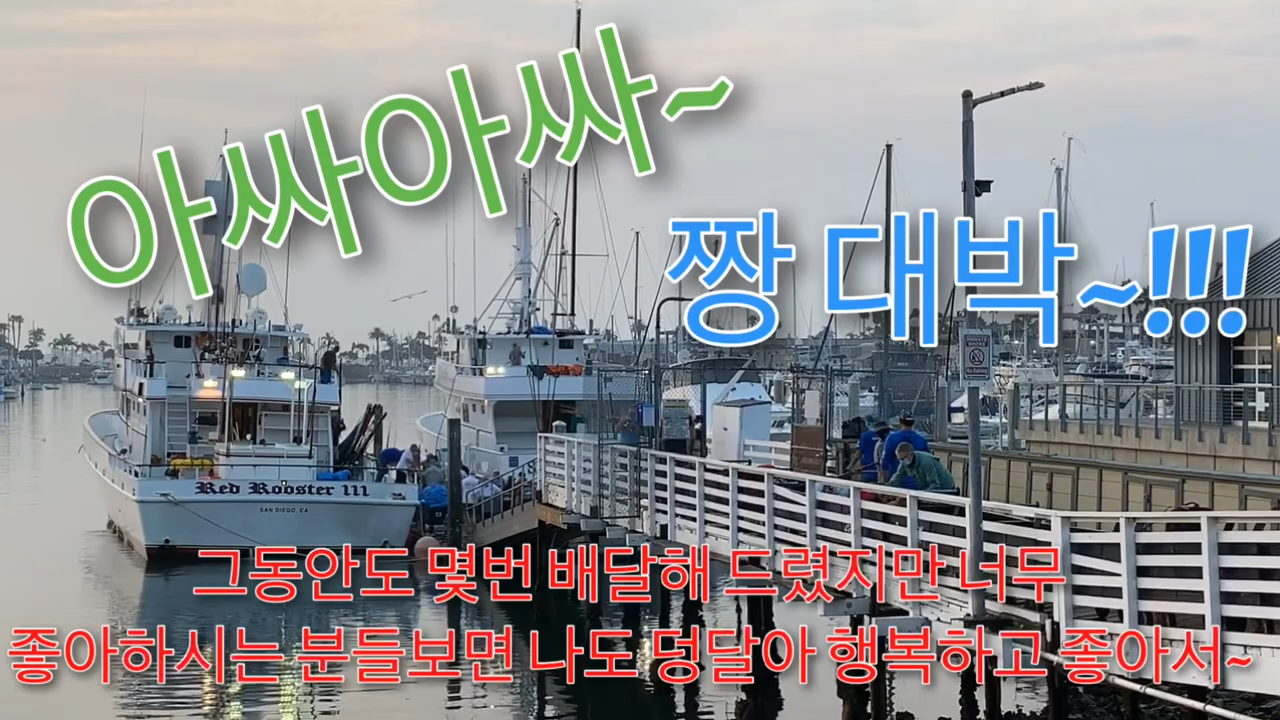 아싸아싸~
짱 대박~!!!
PRIVATE DOCKS
Red Rooster III
SAN DIEGO, CA
그동안도 몇번 배달해 드렸지만 너무
좋아하시는 분들보면 나도 덩달아 행복하고 좋아서~